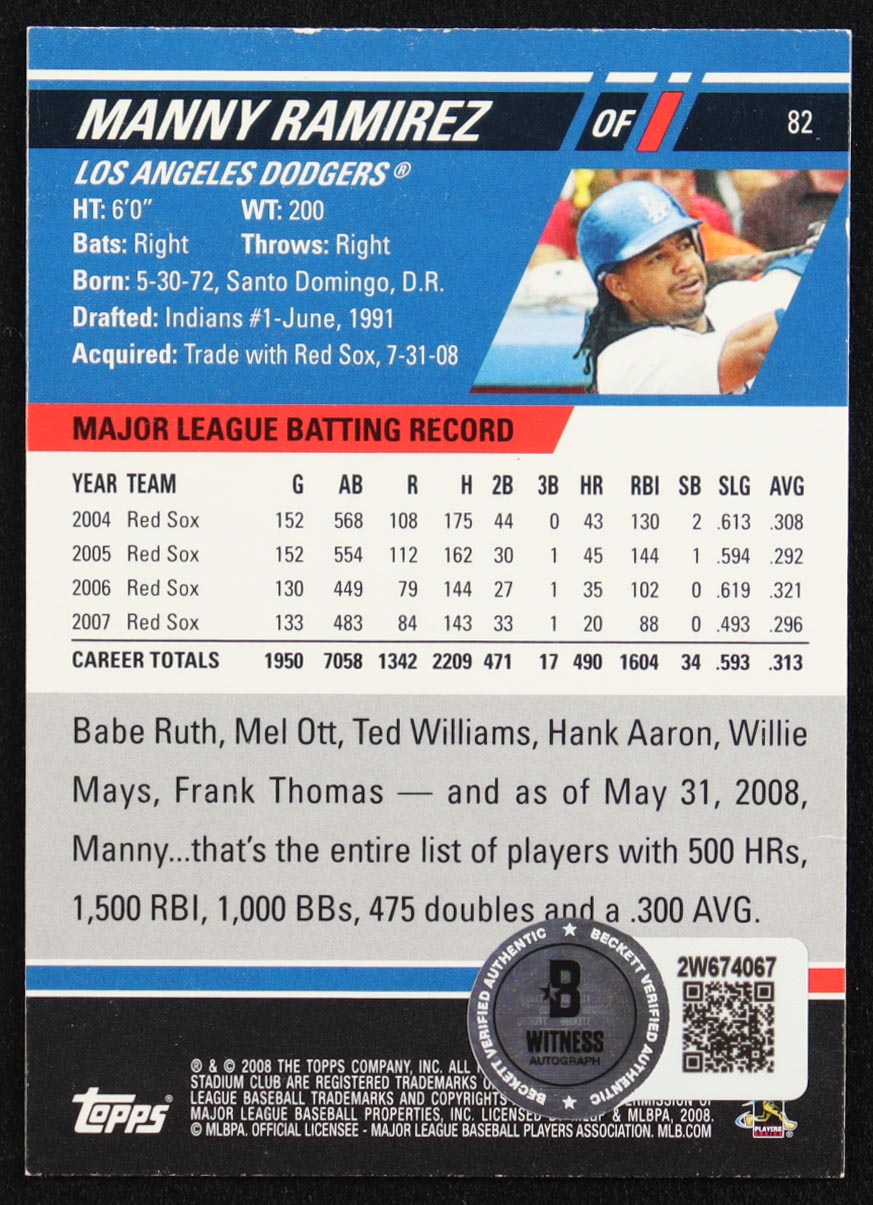 MANNY RAMIREZ OF 82
LOS ANGELES DODGERS ®
HT: 6'0" WT: 200
Bats: Right Throws: Right
Born: 5-30-72, Santo Domingo, D.R.
Drafted: Indians #1-June, 1991
Acquired: Trade with Red Sox, 7-31-08
MAJOR LEAGUE BATTING RECORD
YEAR TEAM G AB R H 2B 3B HR RBI SB SLG AVG
2004 Red Sox 152 568 108 175 44 0 43 130 2 .613 .308
2005 Red Sox 152 554 112 162 30 1 45 144 1 .594 .292
2006 Red Sox 130 449 79 144 27 1 35 102 0 .619 .321
2007 Red Sox 133 483 84 143 33 1 20 88 0 .493 .296
CAREER TOTALS 1950 7058 1342 2209 471 17 490 1604 34 .593 .313
Babe Ruth, Mel Ott, Ted Williams, Hank Aaron, Willie
Mays, Frank Thomas — and as of May 31, 2008,
Manny...that's the entire list of players with 500 HRs,
1,500 RBI, 1,000 BBs, 475 doubles and a .300 AVG.
BECKETT VERIFIED AUTHENTIC ★ BECKETT VERIFIED AUTHENTIC ★
B
WITNESS
AUTOGRAPH
2W674067
Topps®
® & © 2008 THE TOPPS COMPANY, INC. ALL
STADIUM CLUB ARE REGISTERED TRADEMARKS
LEAGUE BASEBALL TRADEMARKS AND COPYRIGHTS OF
MAJOR LEAGUE BASEBALL PROPERTIES, INC. LICENSED & MLBPA, 2008.
© MLBPA. OFFICIAL LICENSEE - MAJOR LEAGUE BASEBALL PLAYERS ASSOCIATION. MLB.COM
PLAYERS